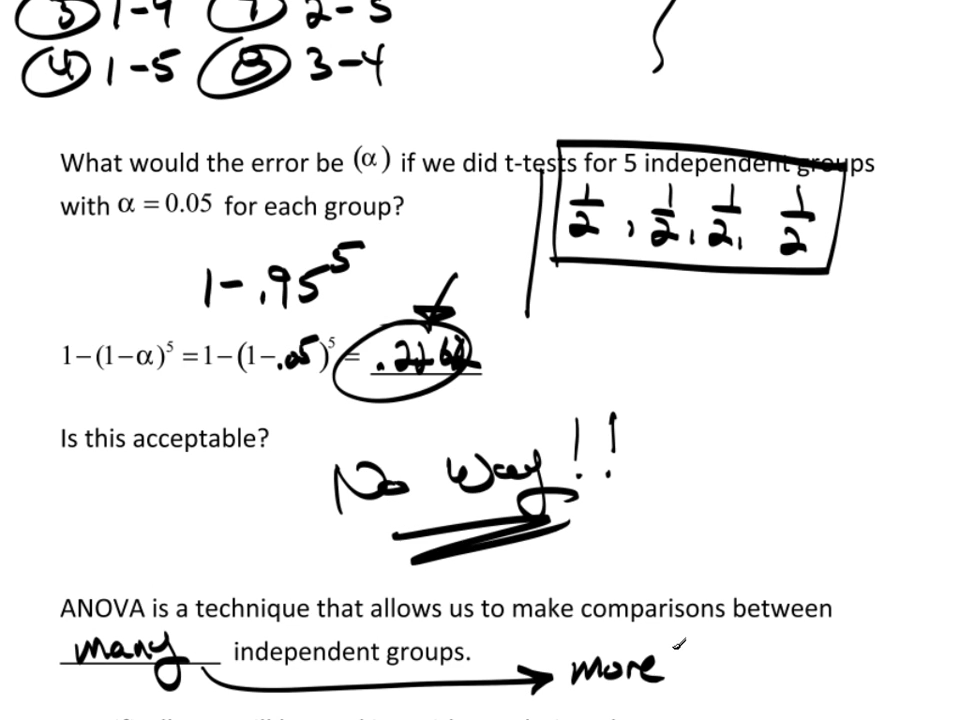 ③ 1-4 ⑦ 2-5
④ 1-5 ⑧ 3-4
What would the error be (α) if we did t-tests for 5 independent groups
with α = 0.05 for each group?
1/2, 1/2, 1/2, 1/2
1-.95⁵
1-(1-α)⁵ = 1-(1-.05)⁵ = .2262
Is this acceptable?
No Way!!
ANOVA is a technique that allows us to make comparisons between
many independent groups. → more